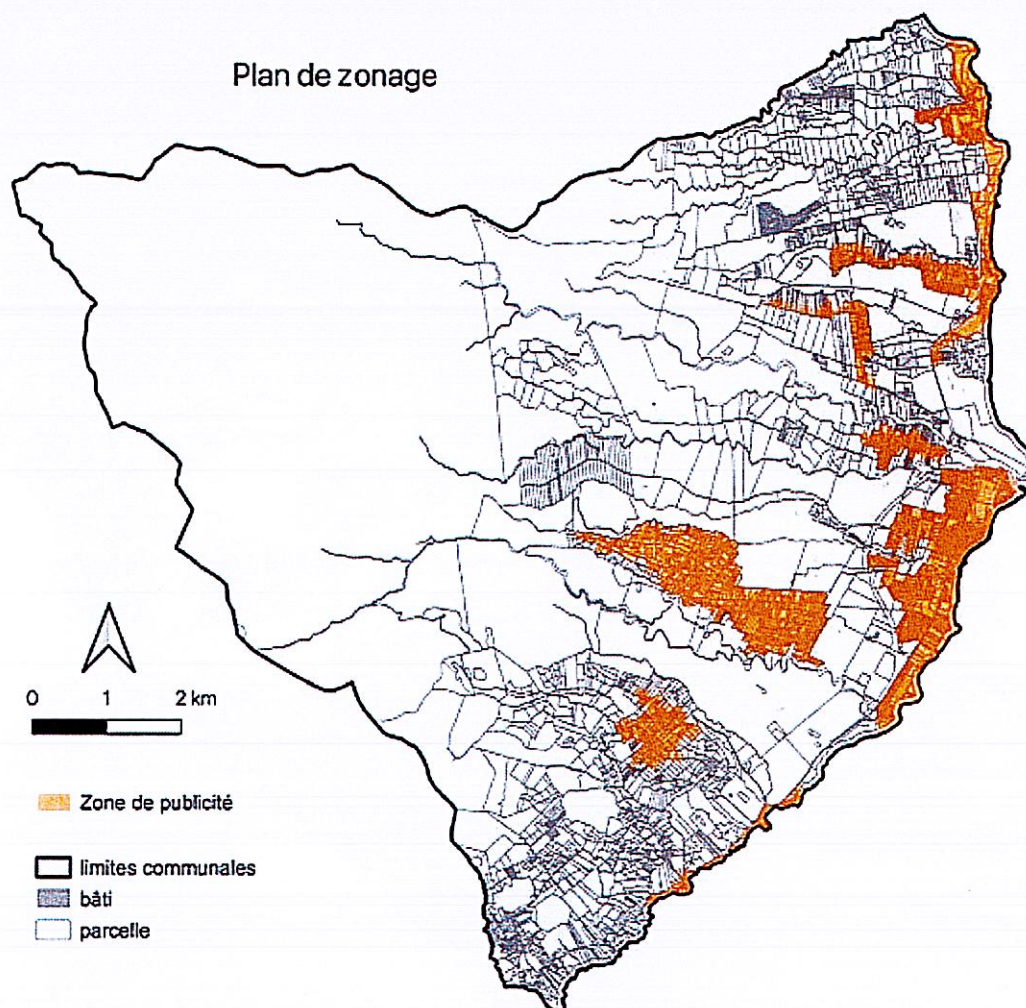 Plan de zonage
0 1 2 km
Zone de publicité
limites communales
bâti
parcelle